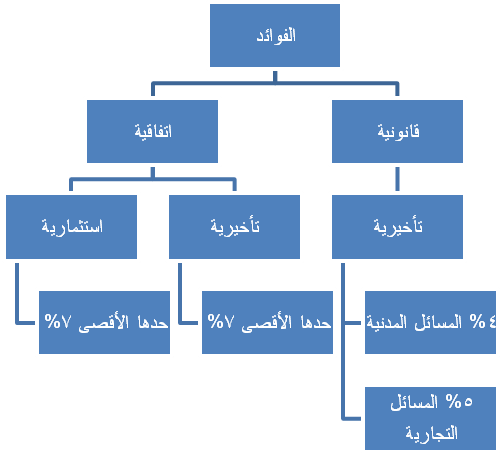 الفوائد
قانونية
اتفاقية
تأخيرية
تأخيرية
استثمارية
٤% المسائل المدنية
حدها الأقصى ٧%
حدها الأقصى ٧%
٥% المسائل
التجارية